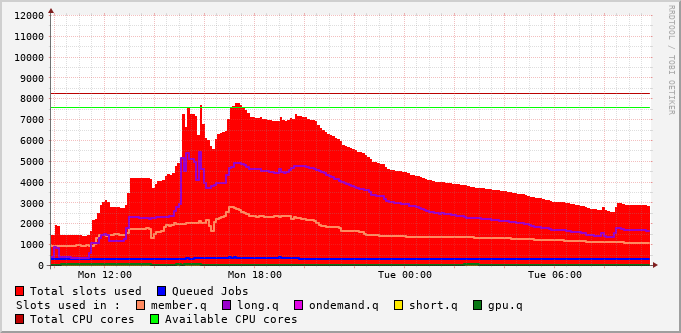 RRDTOOL / TOBI OETIKER
12000
11000
10000
9000
8000
7000
6000
5000
4000
3000
2000
1000
0
Mon 12:00 Mon 18:00 Tue 00:00 Tue 06:00
Total slots used Queued Jobs
Slots used in : member.q long.q ondemand.q short.q gpu.q
Total CPU cores Available CPU cores